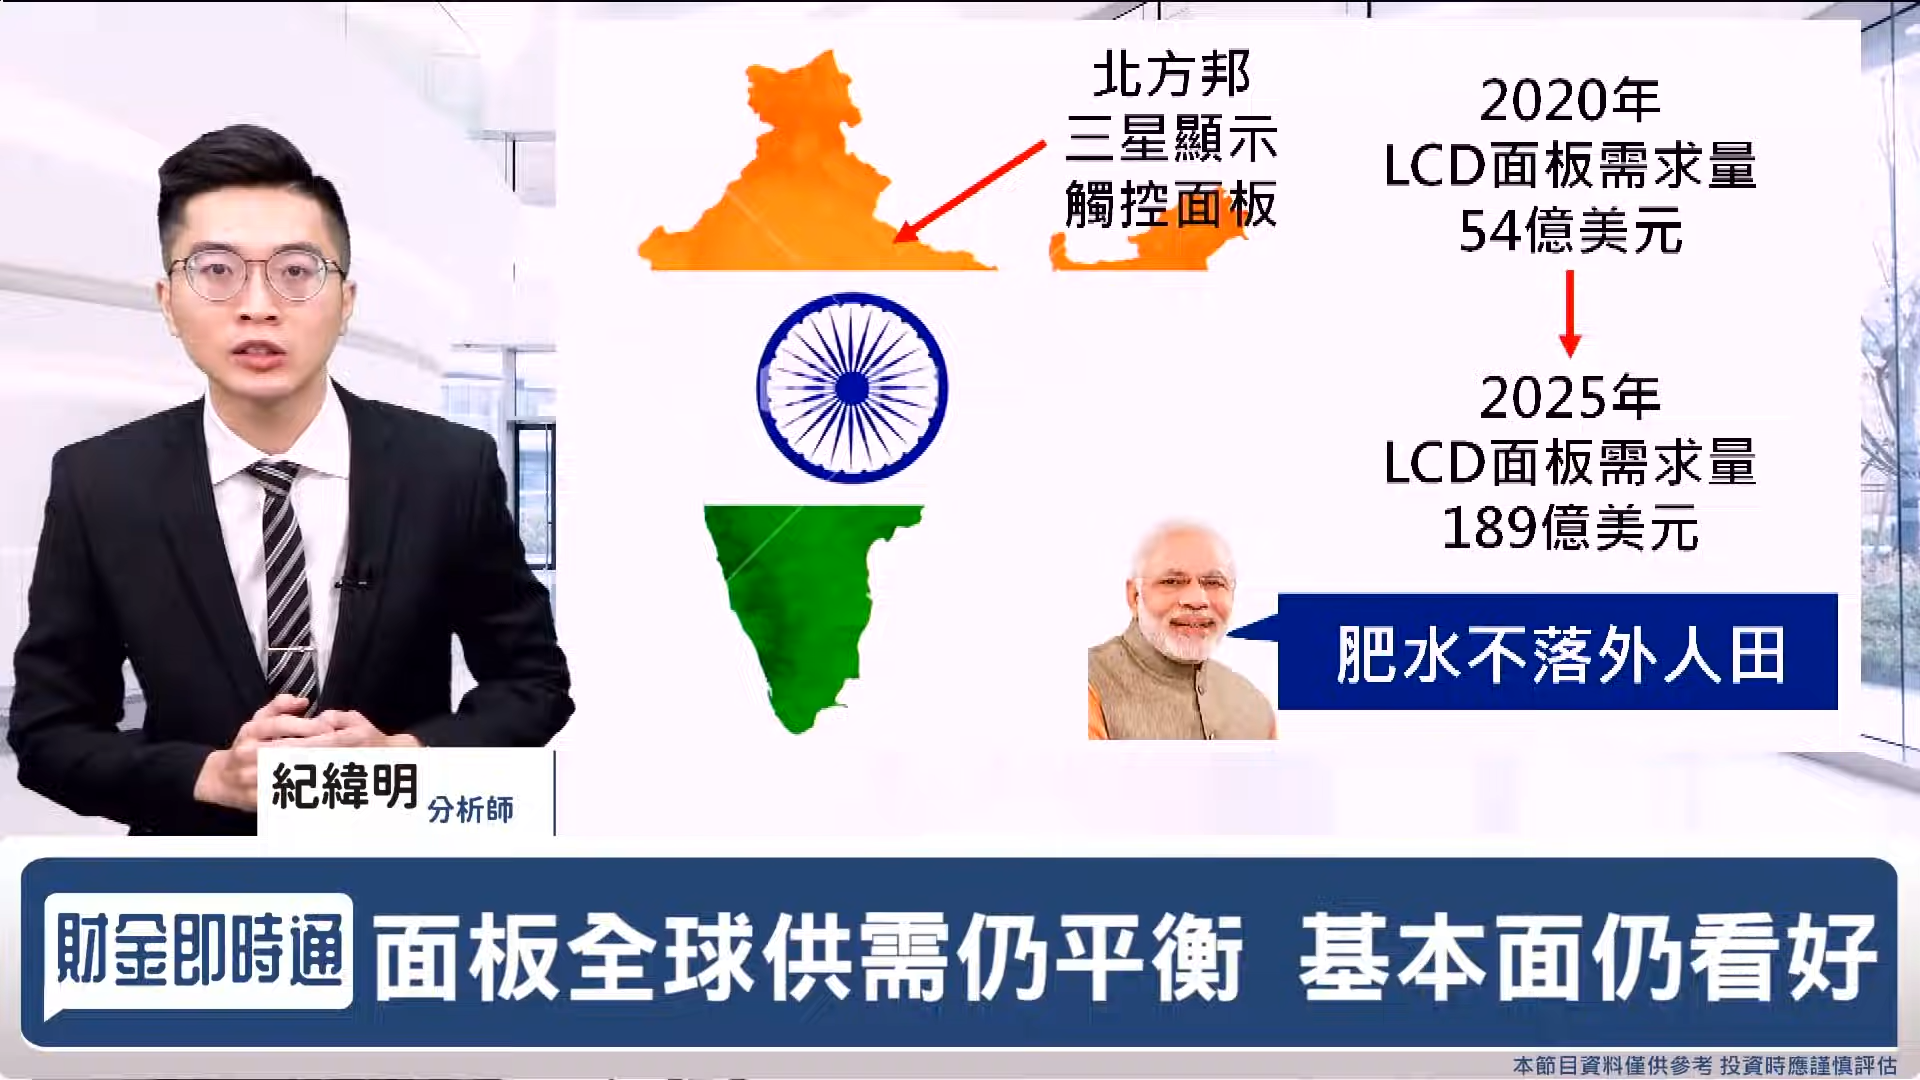 北方邦
三星顯示
觸控面板
2020年
LCD面板需求量
54億美元
2025年
LCD面板需求量
189億美元
肥水不落外人田
紀緯明 分析師
財金即時通
面板全球供需仍平衡 基本面仍看好
本節目資料僅供參考 投資時應謹慎評估